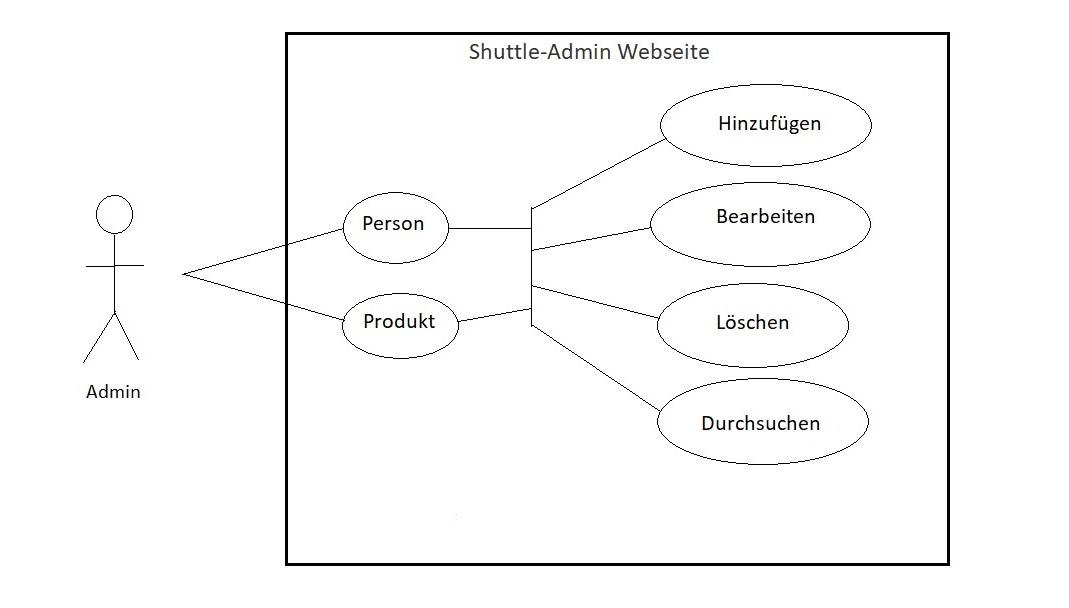 Shuttle-Admin Webseite
Hinzufügen
Bearbeiten
Person
Produkt
Löschen
Admin
Durchsuchen